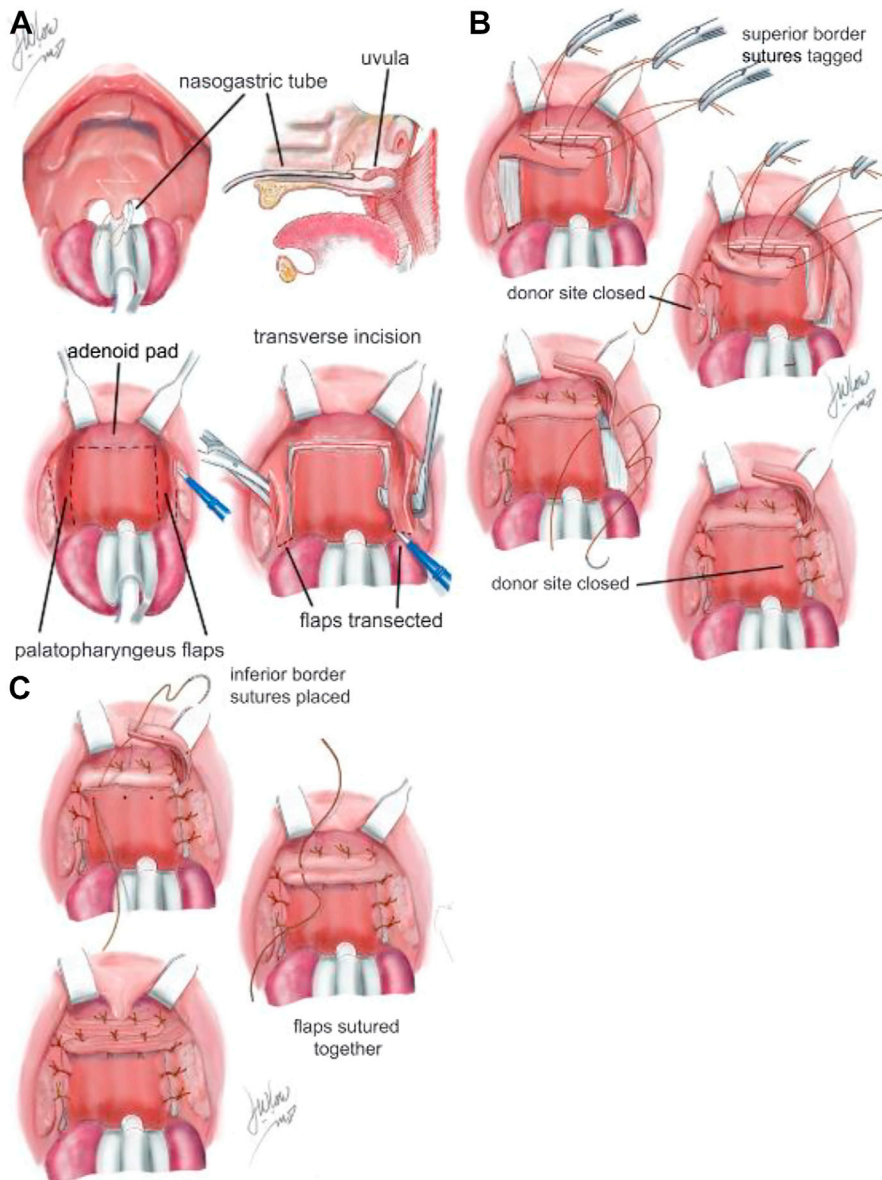 A
nasogastric tube
uvula
adenoid pad
transverse incision
flaps transected
palatopharyngeus flaps
B
superior border
sutures tagged
donor site closed
donor site closed
C
inferior border
sutures placed
flaps sutured
together